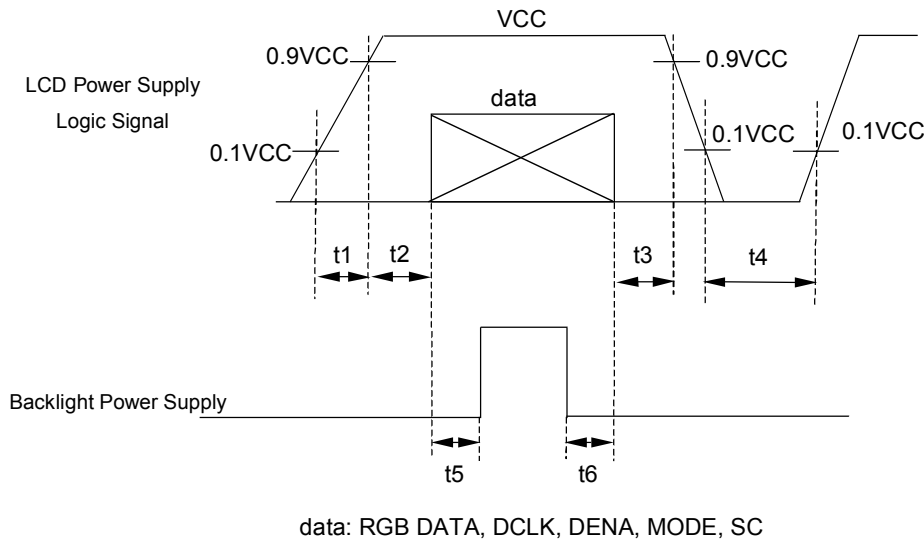 VCC
0.9VCC
0.9VCC
LCD Power Supply
Logic Signal
data
0.1VCC
0.1VCC
0.1VCC
t1
t2
t3
t4
Backlight Power Supply
t5
t6
data: RGB DATA, DCLK, DENA, MODE, SC